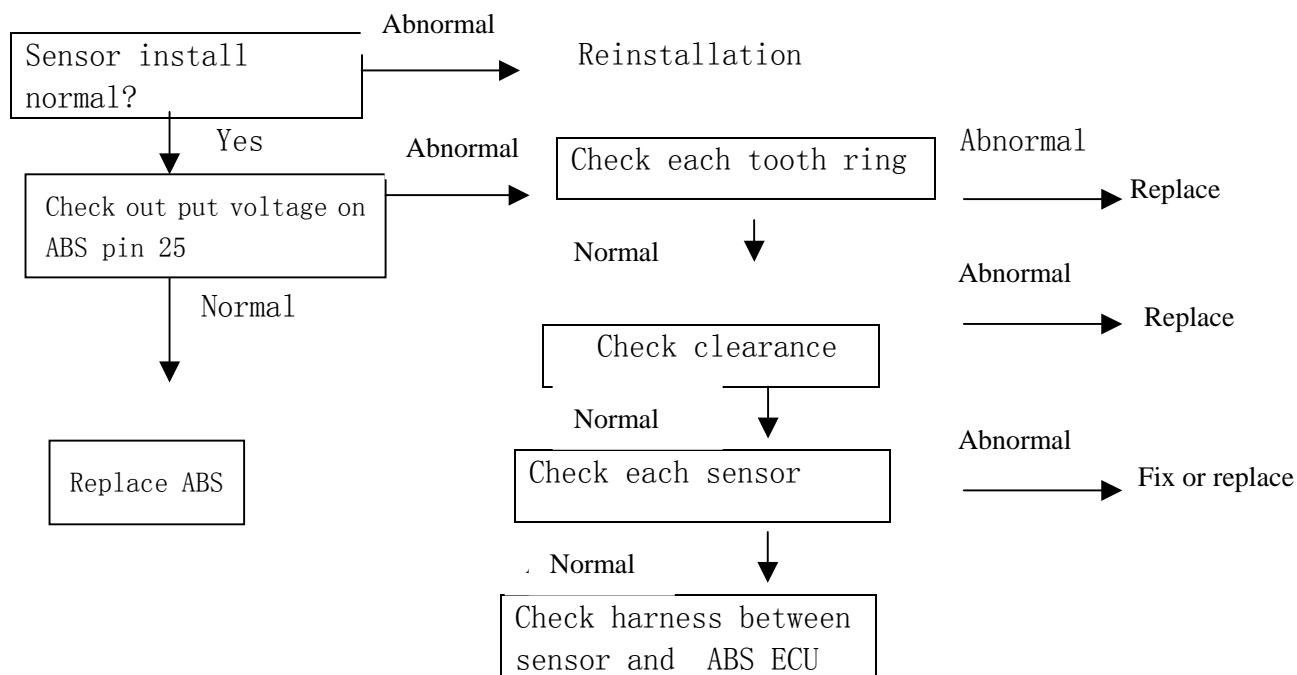 Abnormal
Sensor install
normal?
Reinstallation
Yes
Abnormal
Check each tooth ring
Abnormal
Replace
Check out put voltage on
ABS pin 25
Normal
Normal
Abnormal
Replace
Check clearance
Normal
Abnormal
Replace ABS
Check each sensor
Fix or replace
Normal
Check harness between
sensor and ABS ECU